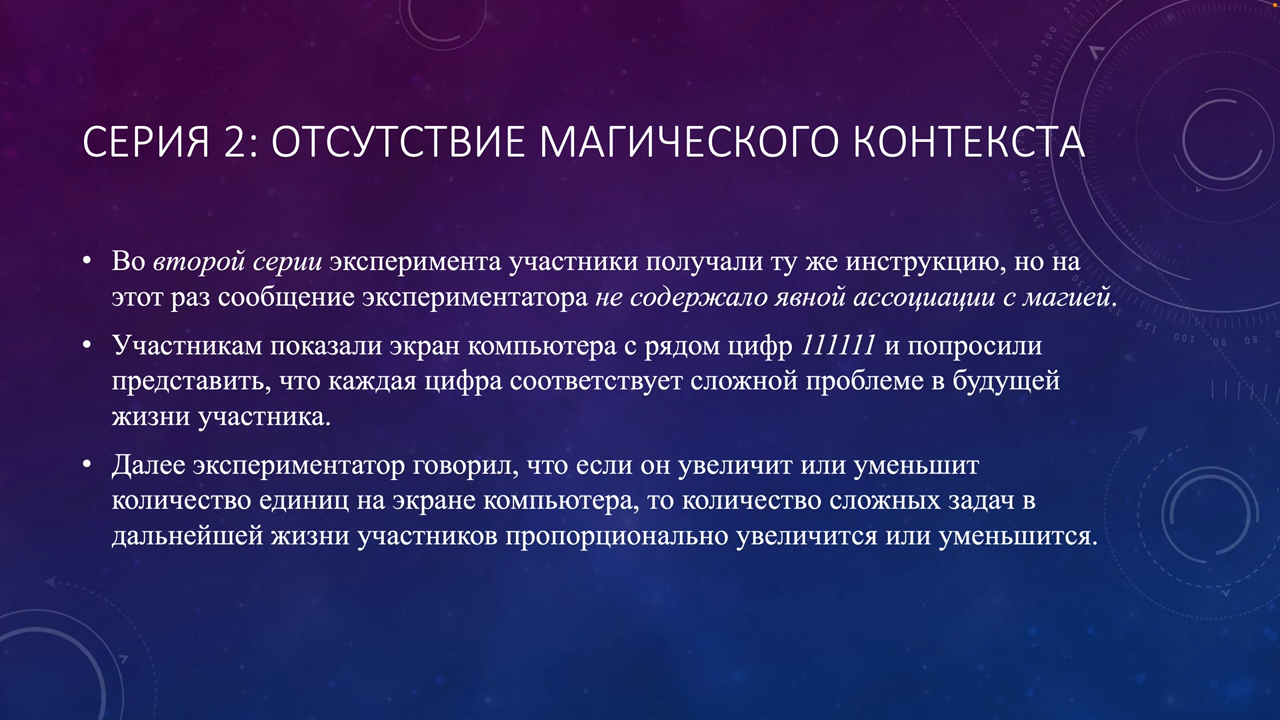 СЕРИЯ 2: ОТСУТСТВИЕ МАГИЧЕСКОГО КОНТЕКСТА
• Во второй серии эксперимента участники получали ту же инструкцию, но на
этот раз сообщение экспериментатора не содержало явной ассоциации с магией.
• Участникам показали экран компьютера с рядом цифр 111111 и попросили
представить, что каждая цифра соответствует сложной проблеме в будущей
жизни участника.
• Далее экспериментатор говорил, что если он увеличит или уменьшит
количество единиц на экране компьютера, то количество сложных задач в
дальнейшей жизни участников пропорционально увеличится или уменьшится.